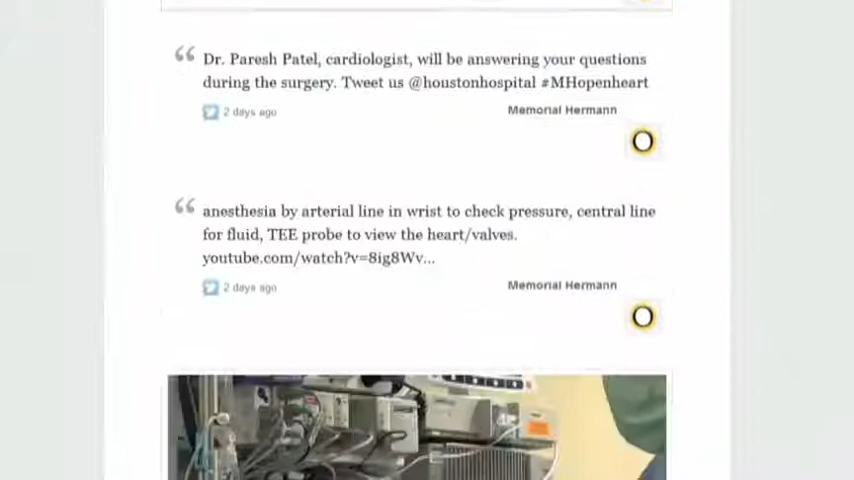 Dr. Paresh Patel, cardiologist, will be answering your questions
during the surgery. Tweet us @houstonhospital #MHopenheart
2 days ago
Memorial Hermann
anesthesia by arterial line in wrist to check pressure, central line
for fluid, TEE probe to view the heart/valves.
youtube.com/watch?v=8ig8Wv...
2 days ago
Memorial Hermann